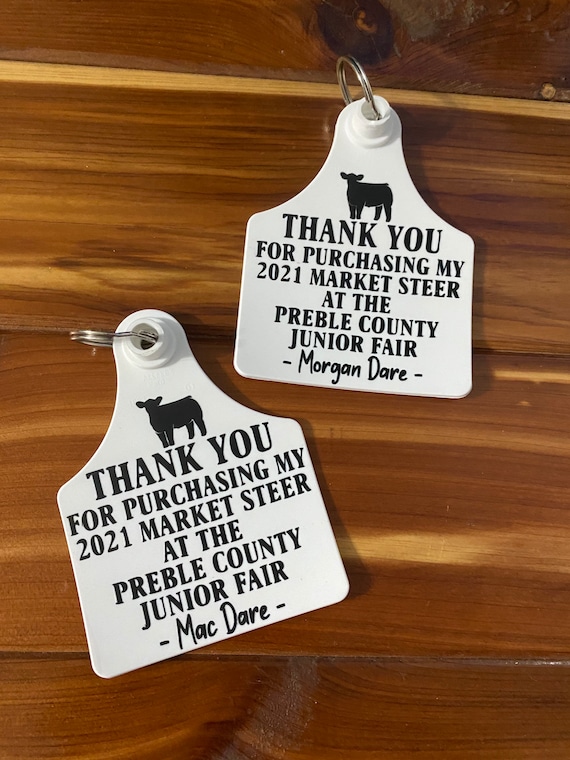 THANK YOU
FOR PURCHASING MY
2021 MARKET STEER
AT THE
PREBLE COUNTY
JUNIOR FAIR
- Morgan Dare -
THANK YOU
FOR PURCHASING MY
2021 MARKET STEER
AT THE
PREBLE COUNTY
JUNIOR FAIR
- Mac Dare -